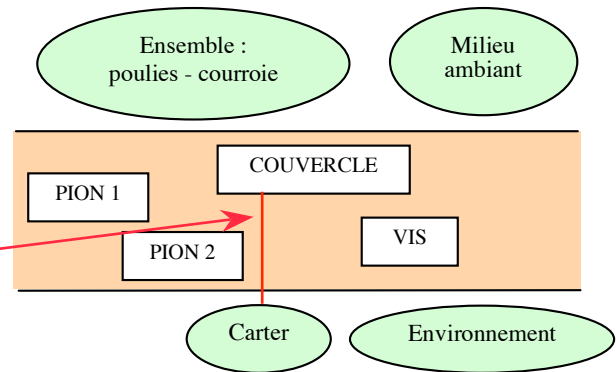 Ensemble :
poulies - courroie
Milieu
ambiant
COUVERCLE
PION 1
PION 2
VIS
Carter
Environnement